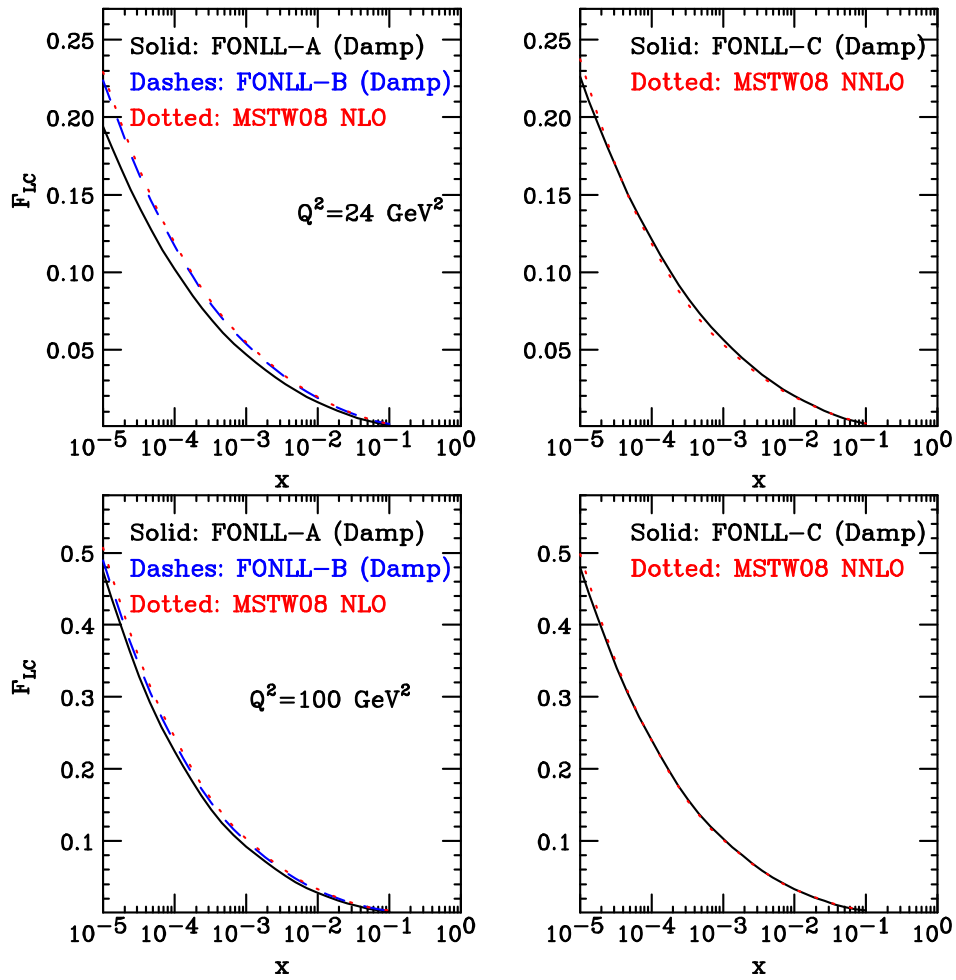 0.25
0.20
0.15
0.10
0.05
F_LC
Solid: FONLL−A (Damp)
Dashes: FONLL−B (Damp)
Dotted: MSTW08 NLO
Q²=24 GeV²
10⁻⁵ 10⁻⁴ 10⁻³ 10⁻² 10⁻¹ 10⁰
x
Solid: FONLL−C (Damp)
Dotted: MSTW08 NNLO
0.25
0.20
0.15
0.10
0.05
10⁻⁵ 10⁻⁴ 10⁻³ 10⁻² 10⁻¹ 10⁰
x
0.5
0.4
0.3
0.2
0.1
F_LC
Solid: FONLL−A (Damp)
Dashes: FONLL−B (Damp)
Dotted: MSTW08 NLO
Q²=100 GeV²
10⁻⁵ 10⁻⁴ 10⁻³ 10⁻² 10⁻¹ 10⁰
x
Solid: FONLL−C (Damp)
Dotted: MSTW08 NNLO
0.5
0.4
0.3
0.2
0.1
10⁻⁵ 10⁻⁴ 10⁻³ 10⁻² 10⁻¹ 10⁰
x